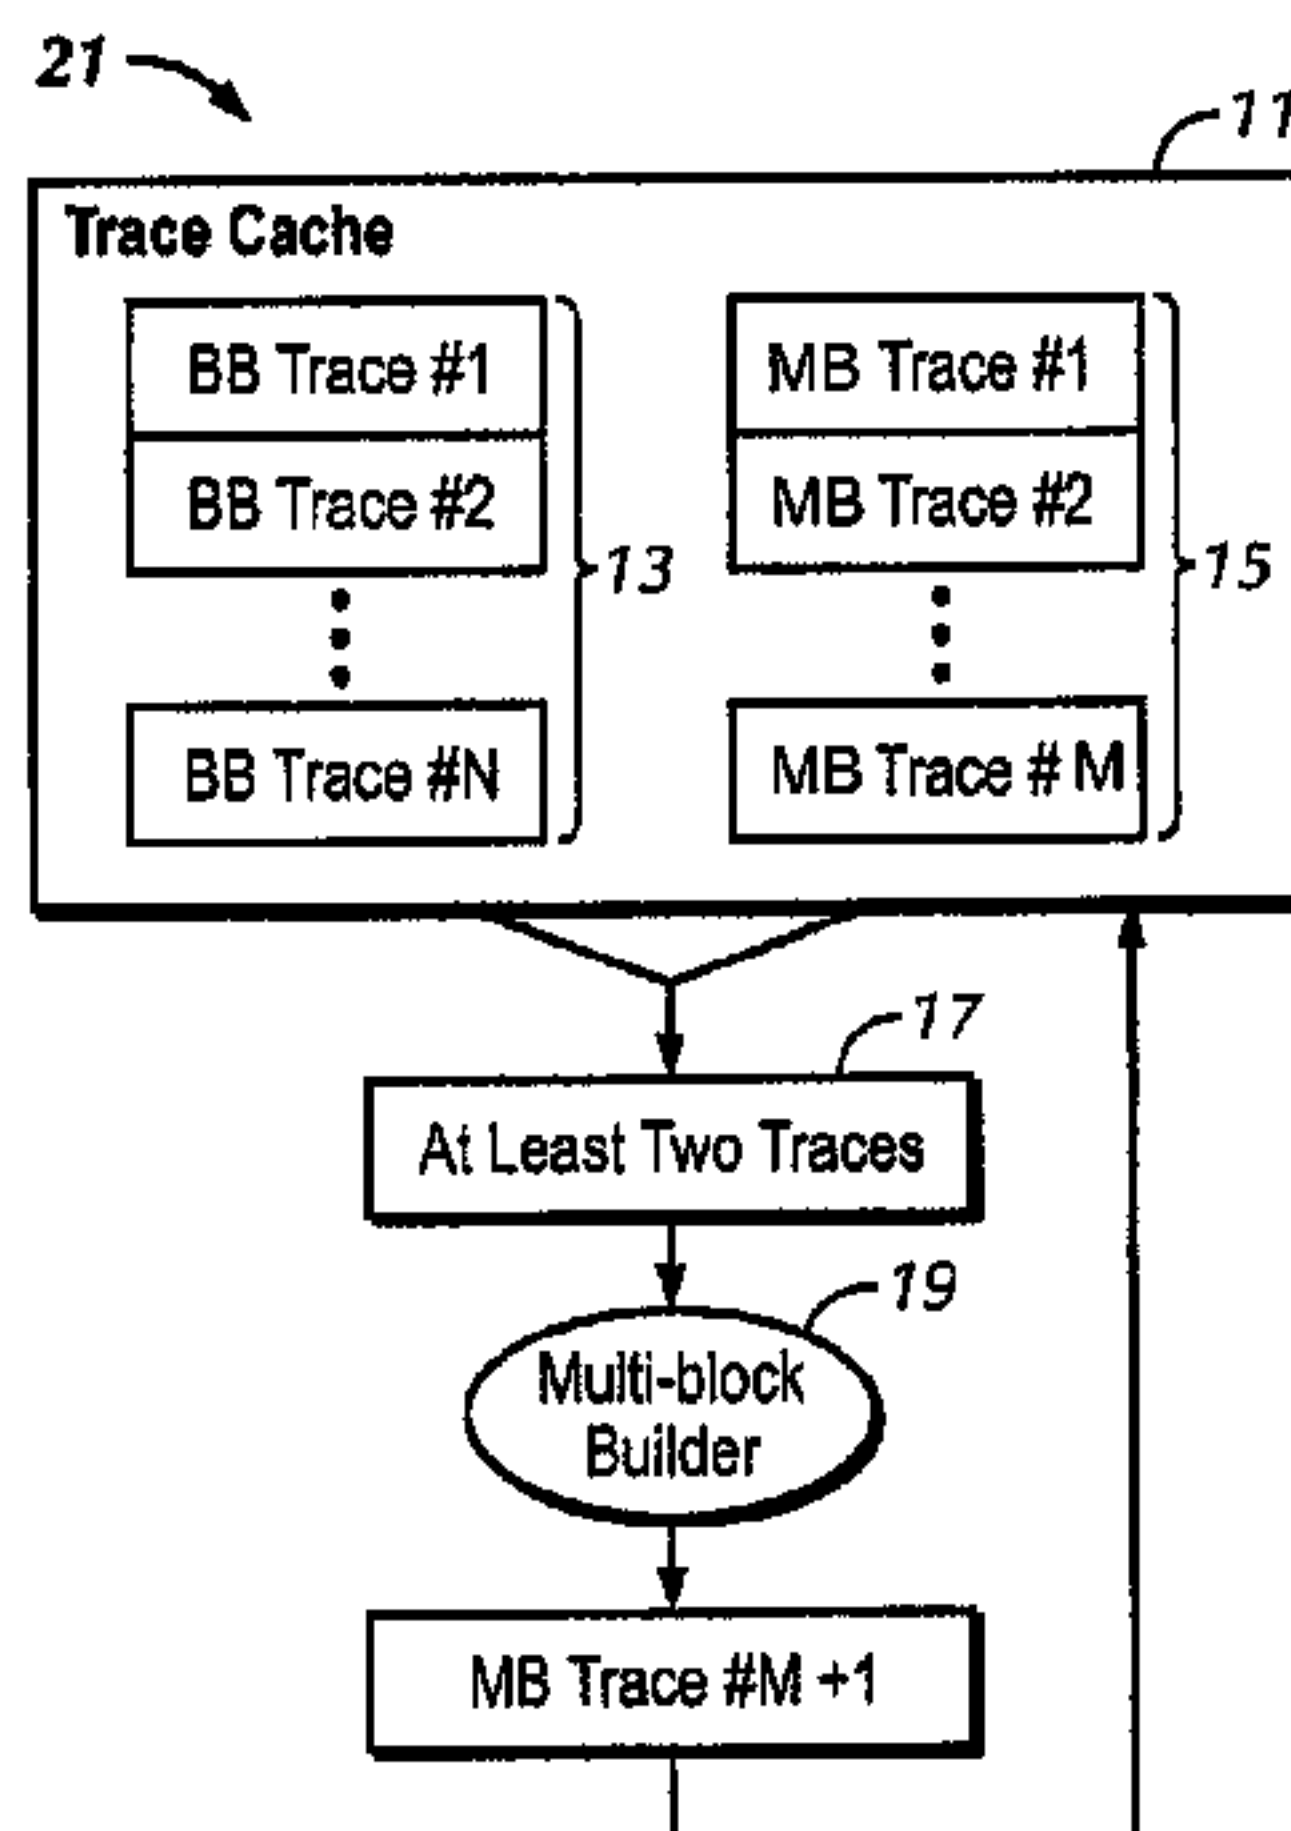 21
11
Trace Cache
BB Trace #1
BB Trace #2
BB Trace #N
13
MB Trace #1
MB Trace #2
MB Trace # M
15
17
At Least Two Traces
19
Multi-block
Builder
MB Trace #M +1